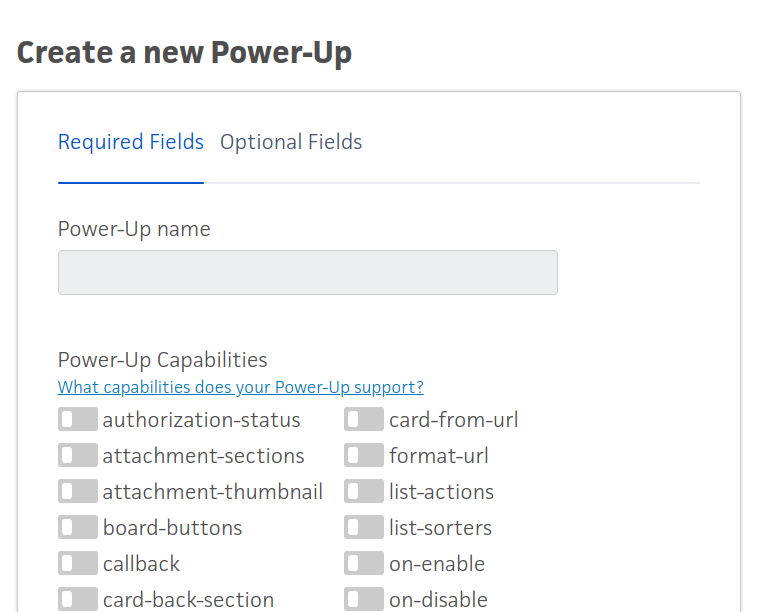 Create a new Power-Up
Required Fields Optional Fields
Power-Up name
Power-Up Capabilities
What capabilities does your Power-Up support?
authorization-status card-from-url
attachment-sections format-url
attachment-thumbnail list-actions
board-buttons list-sorters
callback on-enable
card-back-section on-disable